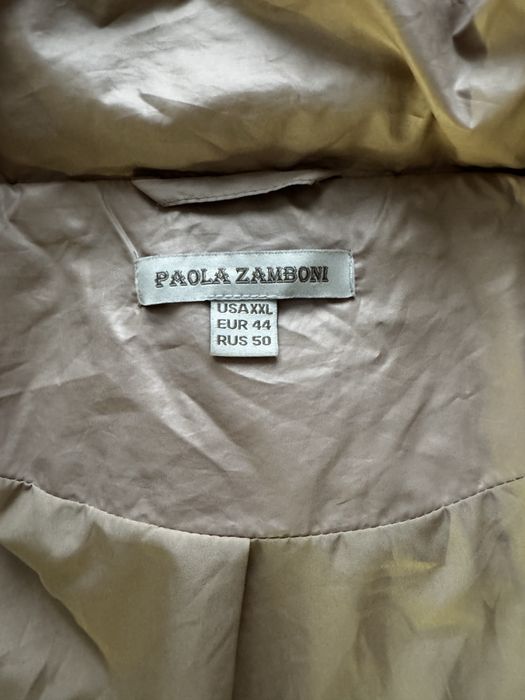 PAOLA ZAMBONI
USA XXL
EUR 44
RUS 50